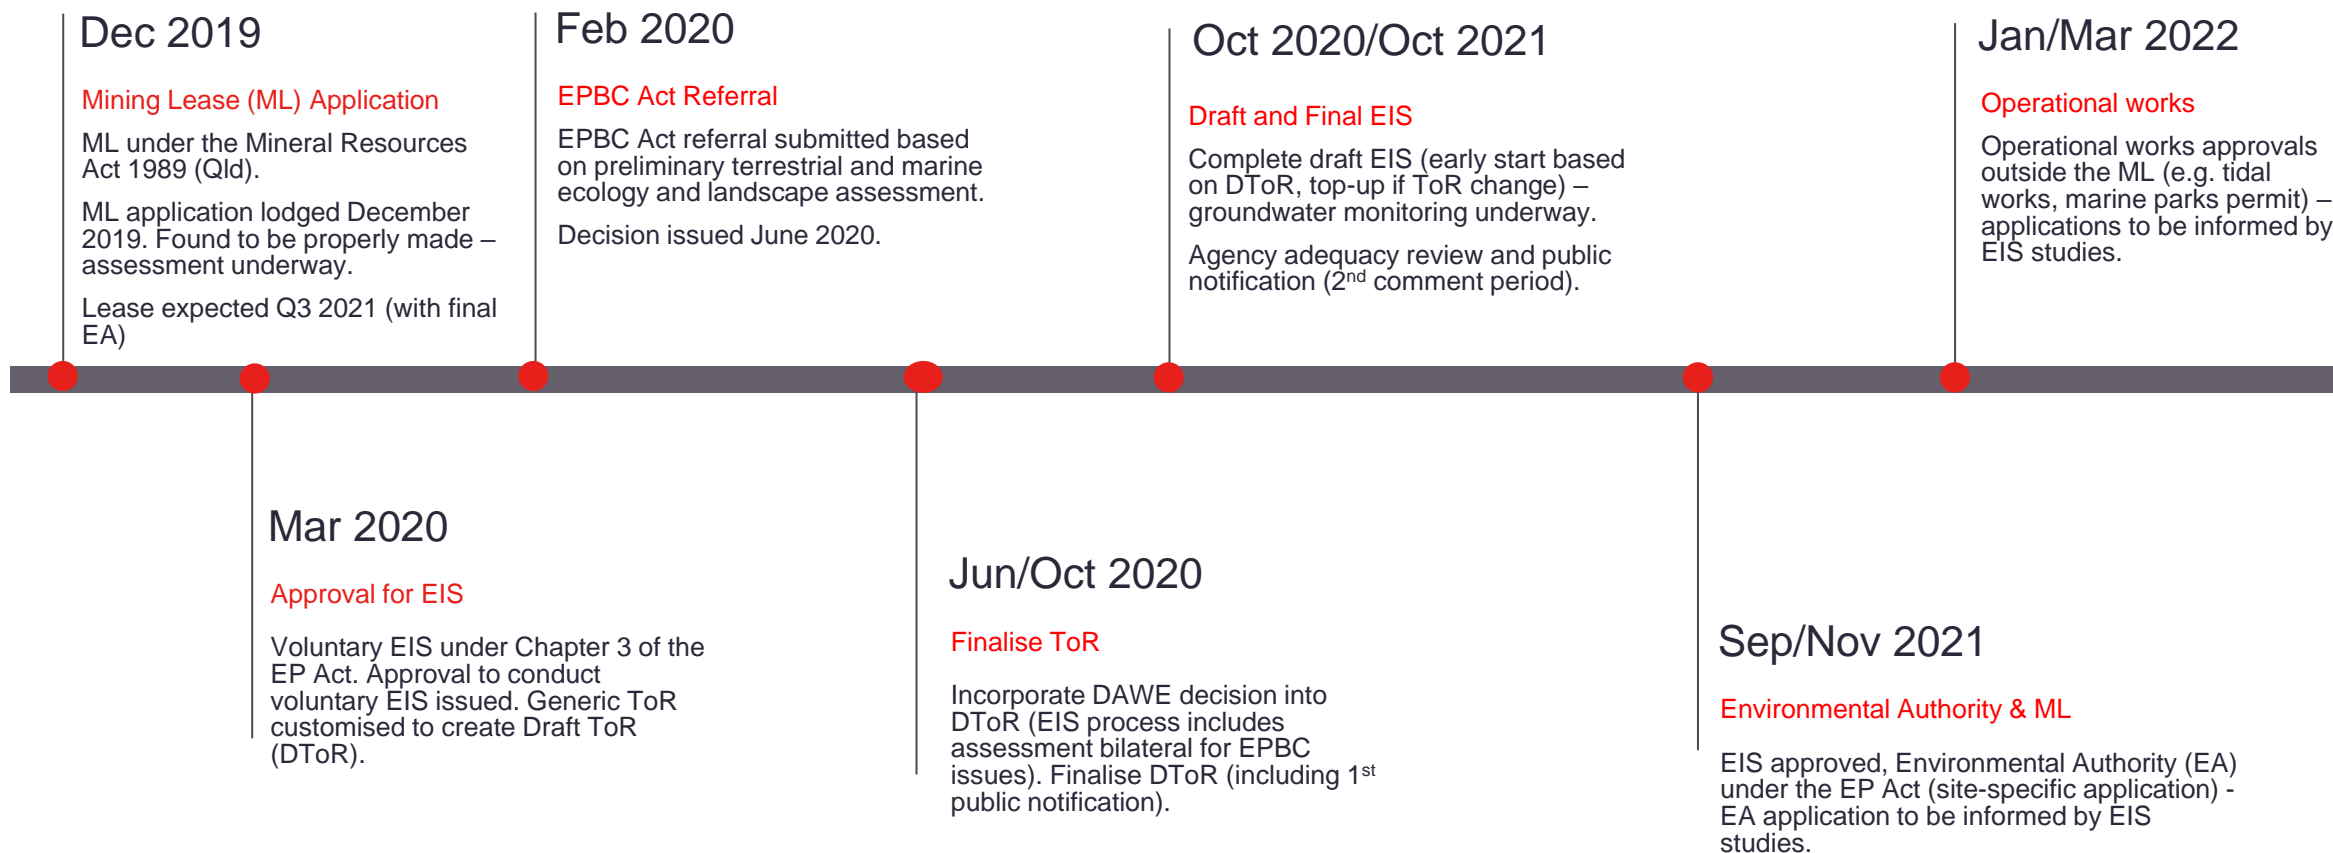 Dec 2019
Mining Lease (ML) Application
ML under the Mineral Resources
Act 1989 (Qld).
ML application lodged December
2019. Found to be properly made –
assessment underway.
Lease expected Q3 2021 (with final
EA)
Mar 2020
Approval for EIS
Voluntary EIS under Chapter 3 of the
EP Act. Approval to conduct
voluntary EIS issued. Generic ToR
customised to create Draft ToR
(DToR).
Feb 2020
EPBC Act Referral
EPBC Act referral submitted based
on preliminary terrestrial and marine
ecology and landscape assessment.
Decision issued June 2020.
Jun/Oct 2020
Finalise ToR
Incorporate DAWE decision into
DToR (EIS process includes
assessment bilateral for EPBC
issues). Finalise DToR (including 1st
public notification).
Oct 2020/Oct 2021
Draft and Final EIS
Complete draft EIS (early start based
on DToR, top-up if ToR change) –
groundwater monitoring underway.
Agency adequacy review and public
notification (2nd comment period).
Sep/Nov 2021
Environmental Authority & ML
EIS approved, Environmental Authority (EA)
under the EP Act (site-specific application) -
EA application to be informed by EIS
studies.
Jan/Mar 2022
Operational works
Operational works approvals
outside the ML (e.g. tidal
works, marine parks permit) –
applications to be informed by
EIS studies.